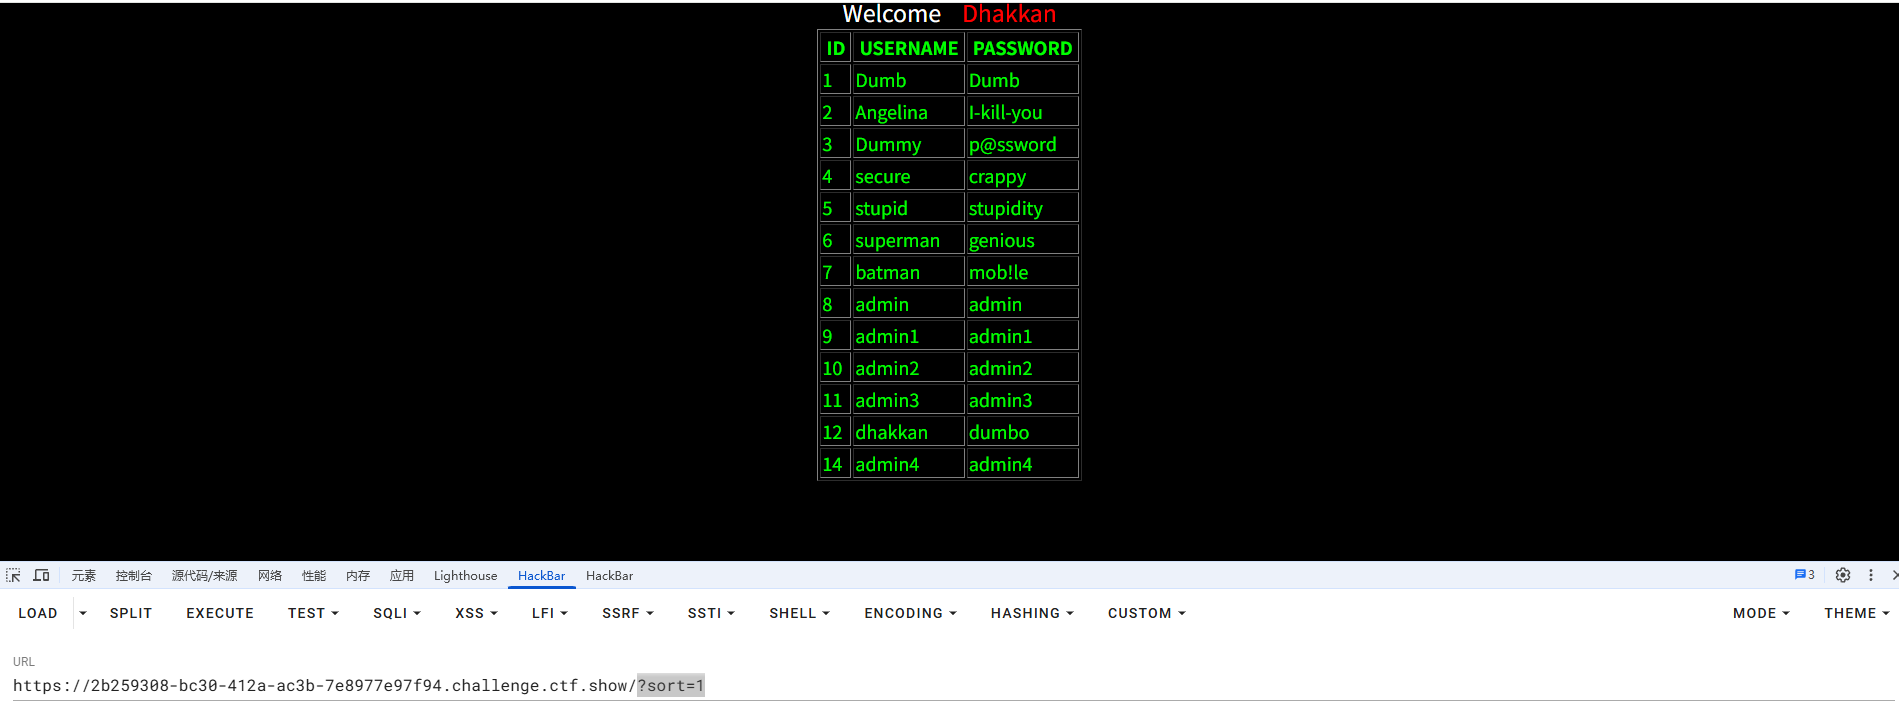 Welcome Dhakkan
ID USERNAME PASSWORD
1 Dumb Dumb
2 Angelina I-kill-you
3 Dummy p@ssword
4 secure crappy
5 stupid stupidity
6 superman genious
7 batman mob!le
8 admin admin
9 admin1 admin1
10 admin2 admin2
11 admin3 admin3
12 dhakkan dumbo
14 admin4 admin4
元素 控制台 源代码/来源 网络 性能 内存 应用 Lighthouse HackBar HackBar 3
LOAD SPLIT EXECUTE TEST SQLI XSS LFI SSRF SSTI SHELL ENCODING HASHING CUSTOM MODE THEME
URL
https://2b259308-bc30-412a-ac3b-7e8977e97f94.challenge.ctf.show/?sort=1